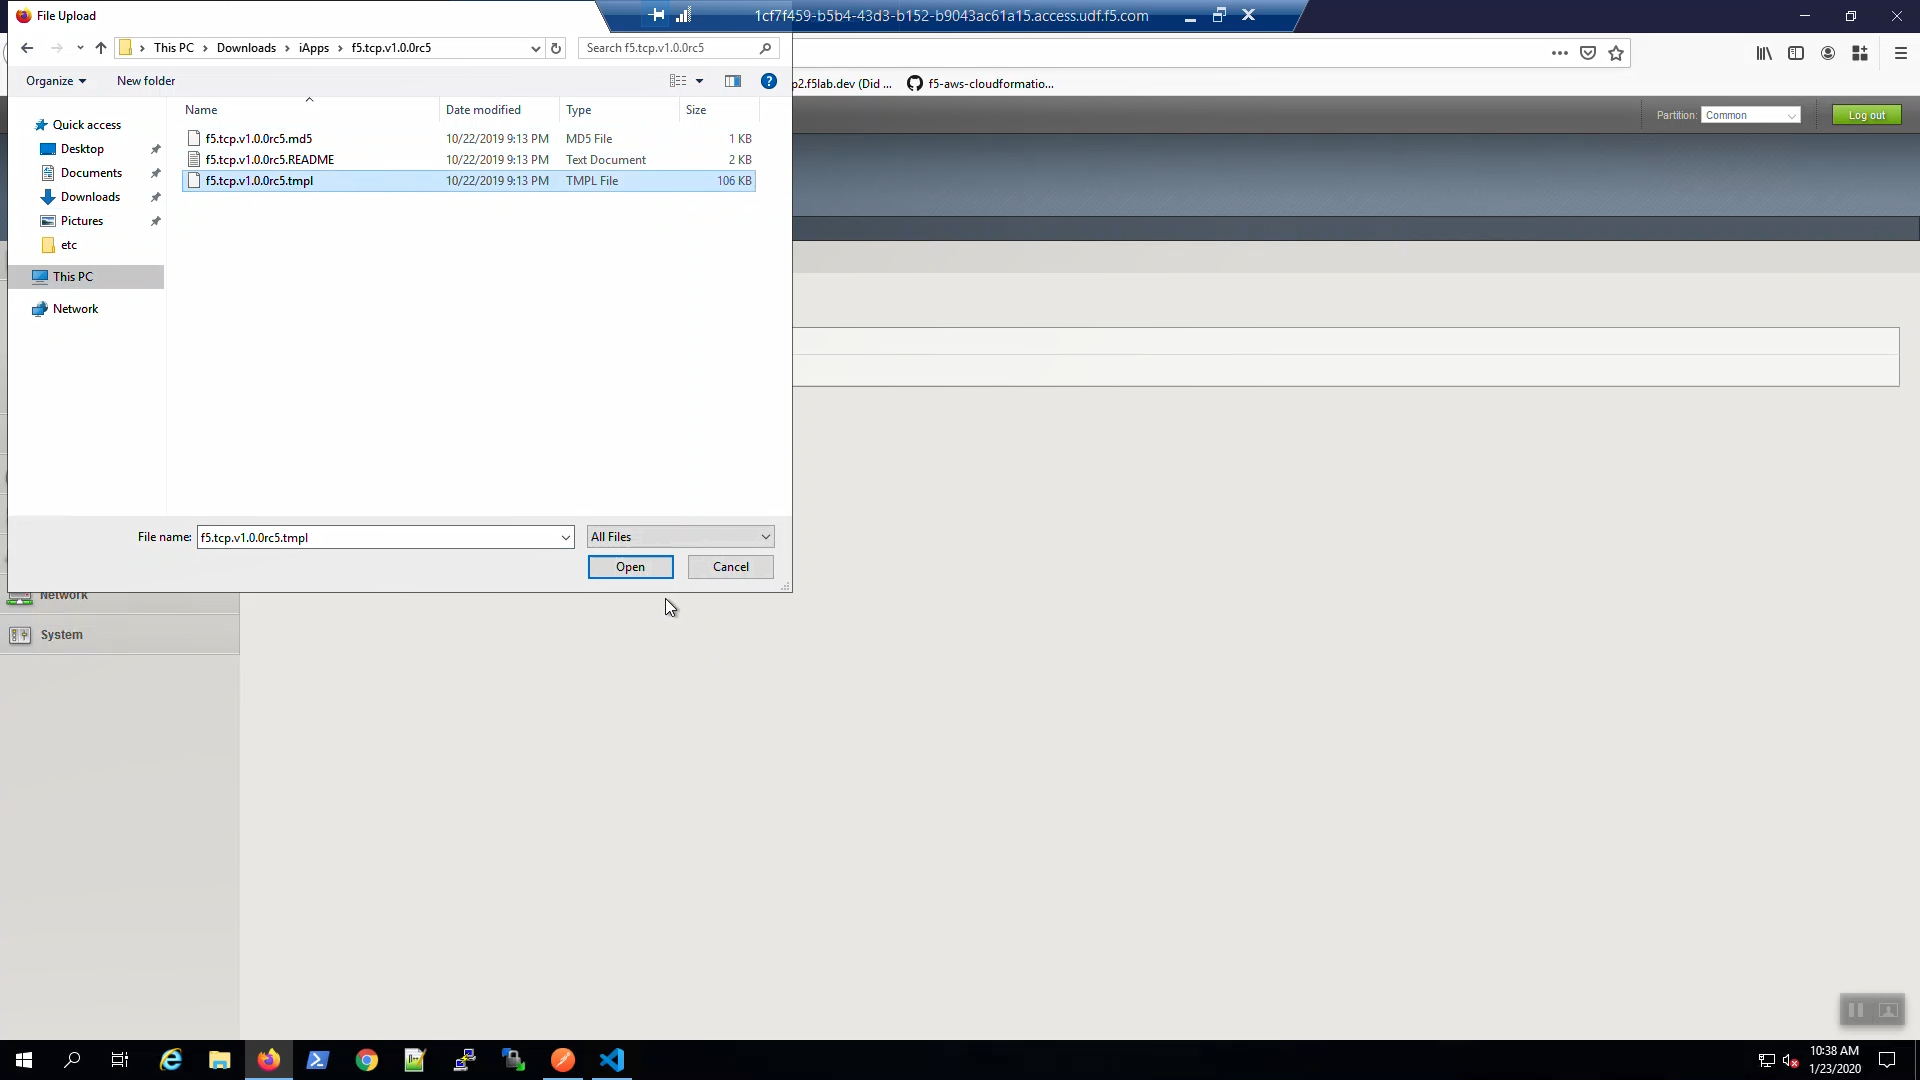 File Upload
1cf7f459-b5b4-43d3-b152-b9043ac61a15.access.udf.f5.com
This PC
Downloads
iApps
f5.tcp.v1.0.0rc5
Search f5.tcp.v1.0.0rc5
Organize
New folder
p2.f5lab.dev (Did ...
f5-aws-cloudformatio...
Partition:
Common
Log out
Name
Date modified
Type
Size
Quick access
Desktop
Documents
Downloads
Pictures
etc
This PC
Network
f5.tcp.v1.0.0rc5.md5 10/22/2019 9:13 PM MD5 File 1 KB
f5.tcp.v1.0.0rc5.README 10/22/2019 9:13 PM Text Document 2 KB
f5.tcp.v1.0.0rc5.tmpl 10/22/2019 9:13 PM TMPL File 106 KB
File name: f5.tcp.v1.0.0rc5.tmpl
All Files
Open
Cancel
Network
System
10:38 AM
1/23/2020